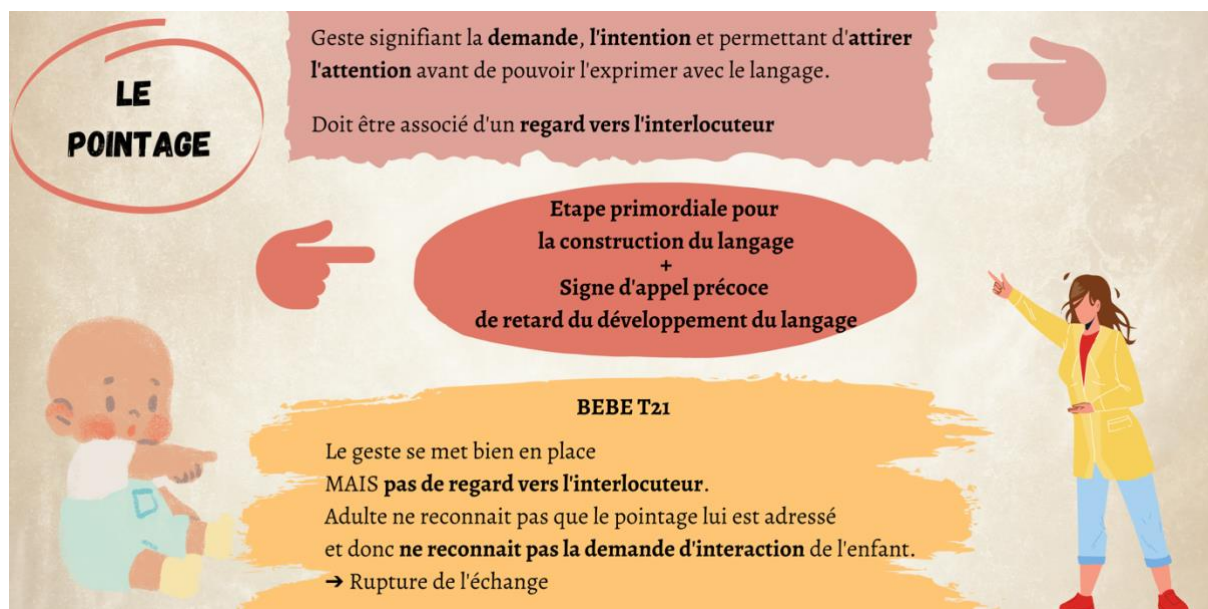 LE
POINTAGE
Geste signifiant la demande, l'intention et permettant d'attirer
l'attention avant de pouvoir l'exprimer avec le langage.
Doit être associé d'un regard vers l'interlocuteur
Etape primordiale pour
la construction du langage
+
Signe d'appel précoce
de retard du développement du langage
BEBE T21
Le geste se met bien en place
MAIS pas de regard vers l'interlocuteur.
Adulte ne reconnait pas que le pointage lui est adressé
et donc ne reconnait pas la demande d'interaction de l'enfant.
➔ Rupture de l'échange